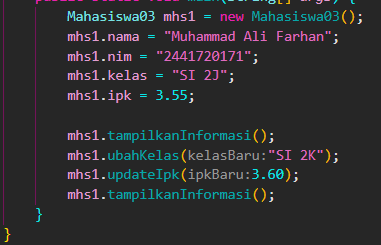 Mahasiswa03 mhs1 = new Mahasiswa03();
mhs1.nama = "Muhammad Ali Farhan";
mhs1.nim = "2441720171";
mhs1.kelas = "SI 2J";
mhs1.ipk = 3.55;
mhs1.tampilkanInformasi();
mhs1.ubahKelas(kelasBaru:"SI 2K");
mhs1.updateIpk(ipkBaru:3.60);
mhs1.tampilkanInformasi();
}
}